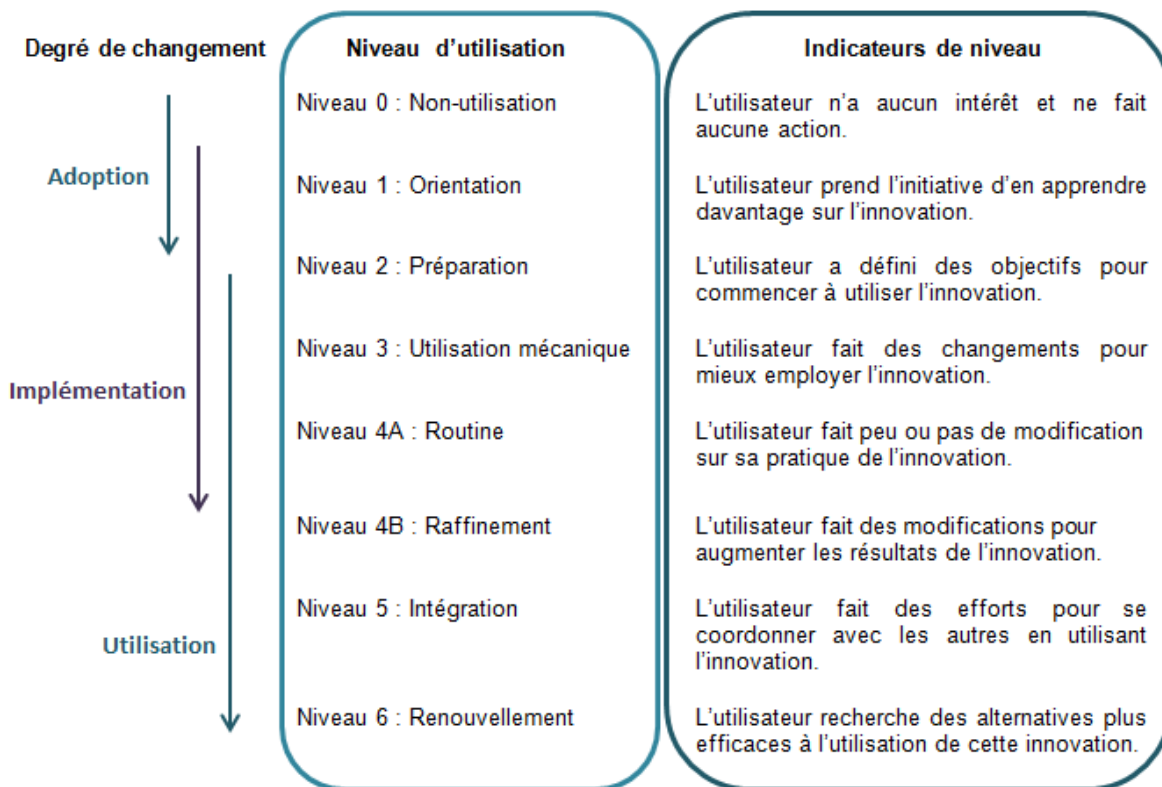 Degré de changement
Niveau d'utilisation
Indicateurs de niveau
Niveau 0 : Non-utilisation
L'utilisateur n'a aucun intérêt et ne fait
aucune action.
Adoption
Niveau 1 : Orientation
L'utilisateur prend l'initiative d'en apprendre
davantage sur l'innovation.
Niveau 2 : Préparation
L'utilisateur a défini des objectifs pour
commencer à utiliser l'innovation.
Niveau 3 : Utilisation mécanique
L'utilisateur fait des changements pour
mieux employer l'innovation.
Implémentation
Niveau 4A : Routine
L'utilisateur fait peu ou pas de modification
sur sa pratique de l'innovation.
Niveau 4B : Raffinement
L'utilisateur fait des modifications pour
augmenter les résultats de l'innovation.
Niveau 5 : Intégration
L'utilisateur fait des efforts pour se
coordonner avec les autres en utilisant
l'innovation.
Utilisation
Niveau 6 : Renouvellement
L'utilisateur recherche des alternatives plus
efficaces à l'utilisation de cette innovation.